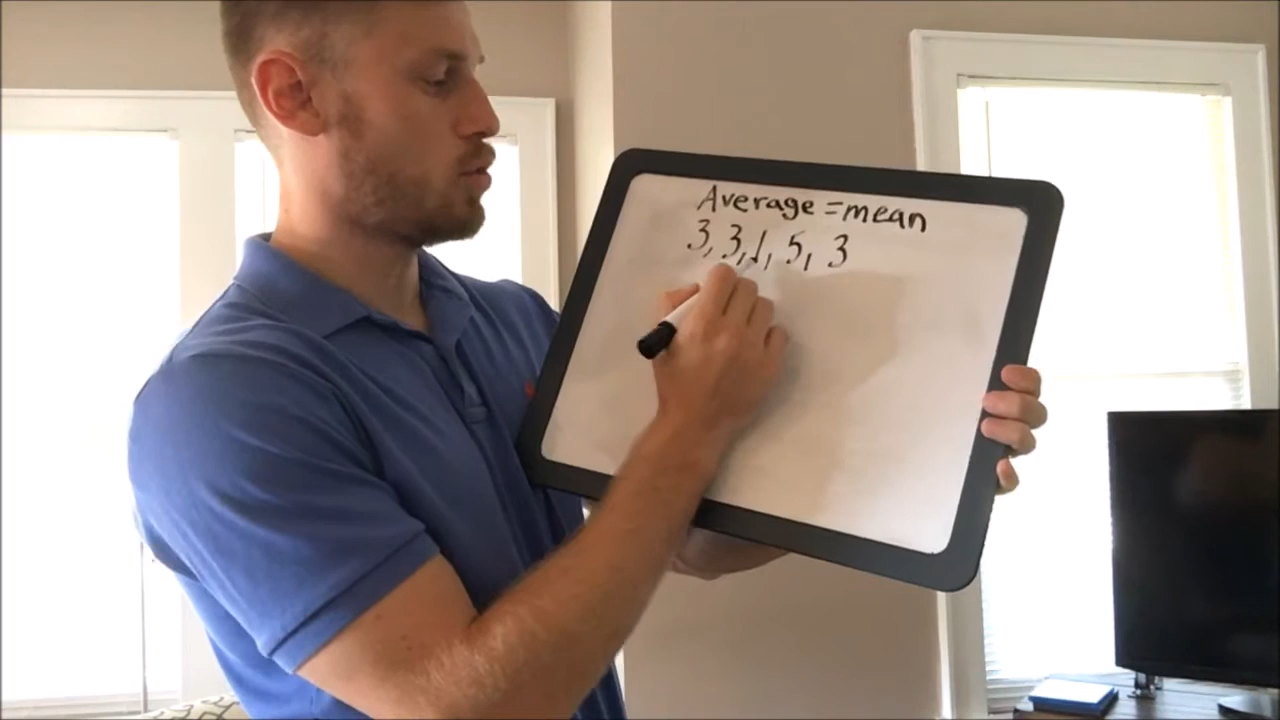 Average = mean
3, 3, 1, 5, 3